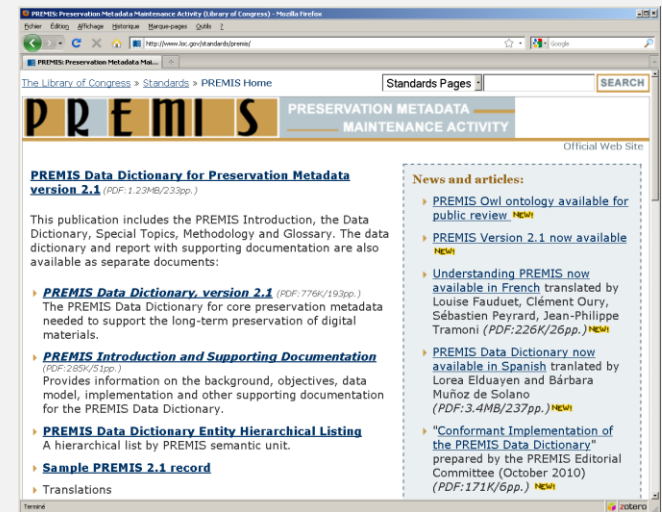 PREMIS: Preservation Metadata Maintenance Activity (Library of Congress) - Mozilla Firefox
Fichier Édition Affichage Historique Marque-pages Outils ?
http://www.loc.gov/standards/premis/
Google
PREMIS: Preservation Metadata Mai...
The Library of Congress » Standards » PREMIS Home
Standards Pages
SEARCH
PREMIS
PRESERVATION METADATA
MAINTENANCE ACTIVITY
Official Web Site
PREMIS Data Dictionary for Preservation Metadata
version 2.1 (PDF:1.23MB/233pp.)
This publication includes the PREMIS Introduction, the Data
Dictionary, Special Topics, Methodology and Glossary. The data
dictionary and report with supporting documentation are also
available as separate documents:
PREMIS Data Dictionary, version 2.1 (PDF:776K/193pp.)
The PREMIS Data Dictionary for core preservation metadata
needed to support the long-term preservation of digital
materials.
PREMIS Introduction and Supporting Documentation
(PDF:285K/51pp.)
Provides information on the background, objectives, data
model, implementation and other supporting documentation
for the PREMIS Data Dictionary.
PREMIS Data Dictionary Entity Hierarchical Listing
A hierarchical list by PREMIS semantic unit.
Sample PREMIS 2.1 record
Translations
News and articles:
PREMIS Owl ontology available for
public review NEW!
PREMIS Version 2.1 now available
NEW!
Understanding PREMIS now
available in French translated by
Louise Fauduet, Clément Oury,
Sébastien Peyrard, Jean-Philippe
Tramoni (PDF:226K/26pp.) NEW!
PREMIS Data Dictionary now
available in Spanish tranlated by
Lorea Elduayen and Bárbara
Muñoz de Solano
(PDF:3.4MB/237pp.) NEW!
"Conformant Implementation of
the PREMIS Data Dictionary"
prepared by the PREMIS Editorial
Committee (October 2010)
(PDF:171K/6pp.) NEW!
Terminé
zotero